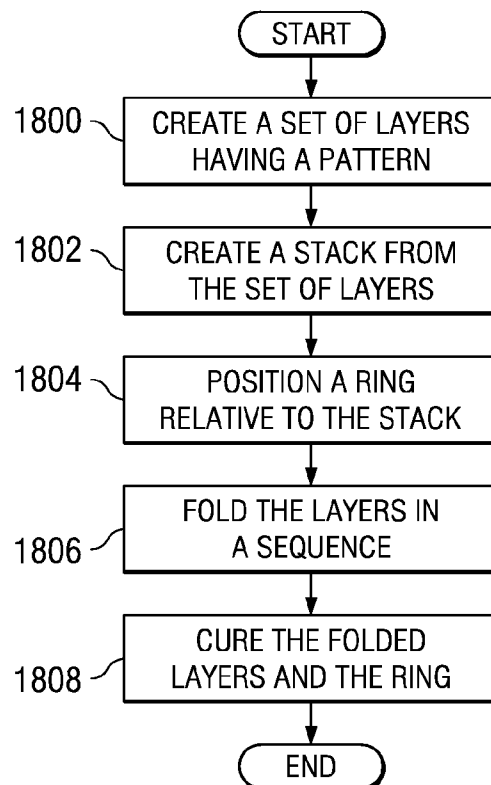 START
1800
CREATE A SET OF LAYERS
HAVING A PATTERN
1802
CREATE A STACK FROM
THE SET OF LAYERS
1804
POSITION A RING
RELATIVE TO THE STACK
1806
FOLD THE LAYERS IN
A SEQUENCE
1808
CURE THE FOLDED
LAYERS AND THE RING
END